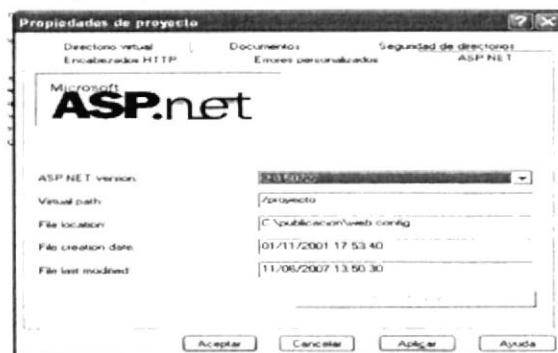 Propiedades de proyecto
Directorio virtual Documentos Seguridad de directorios
Encabezados HTTP Errores personalizados ASP.NET
Microsoft
ASP.net
ASP.NET version:
Virtual path: /proyecto
File location: C:\publicacion\web.config
File creation date: 01/11/2001 17:53:40
File last modified: 11/06/2007 13:50:30
Aceptar Cancelar Aplicar Ayuda